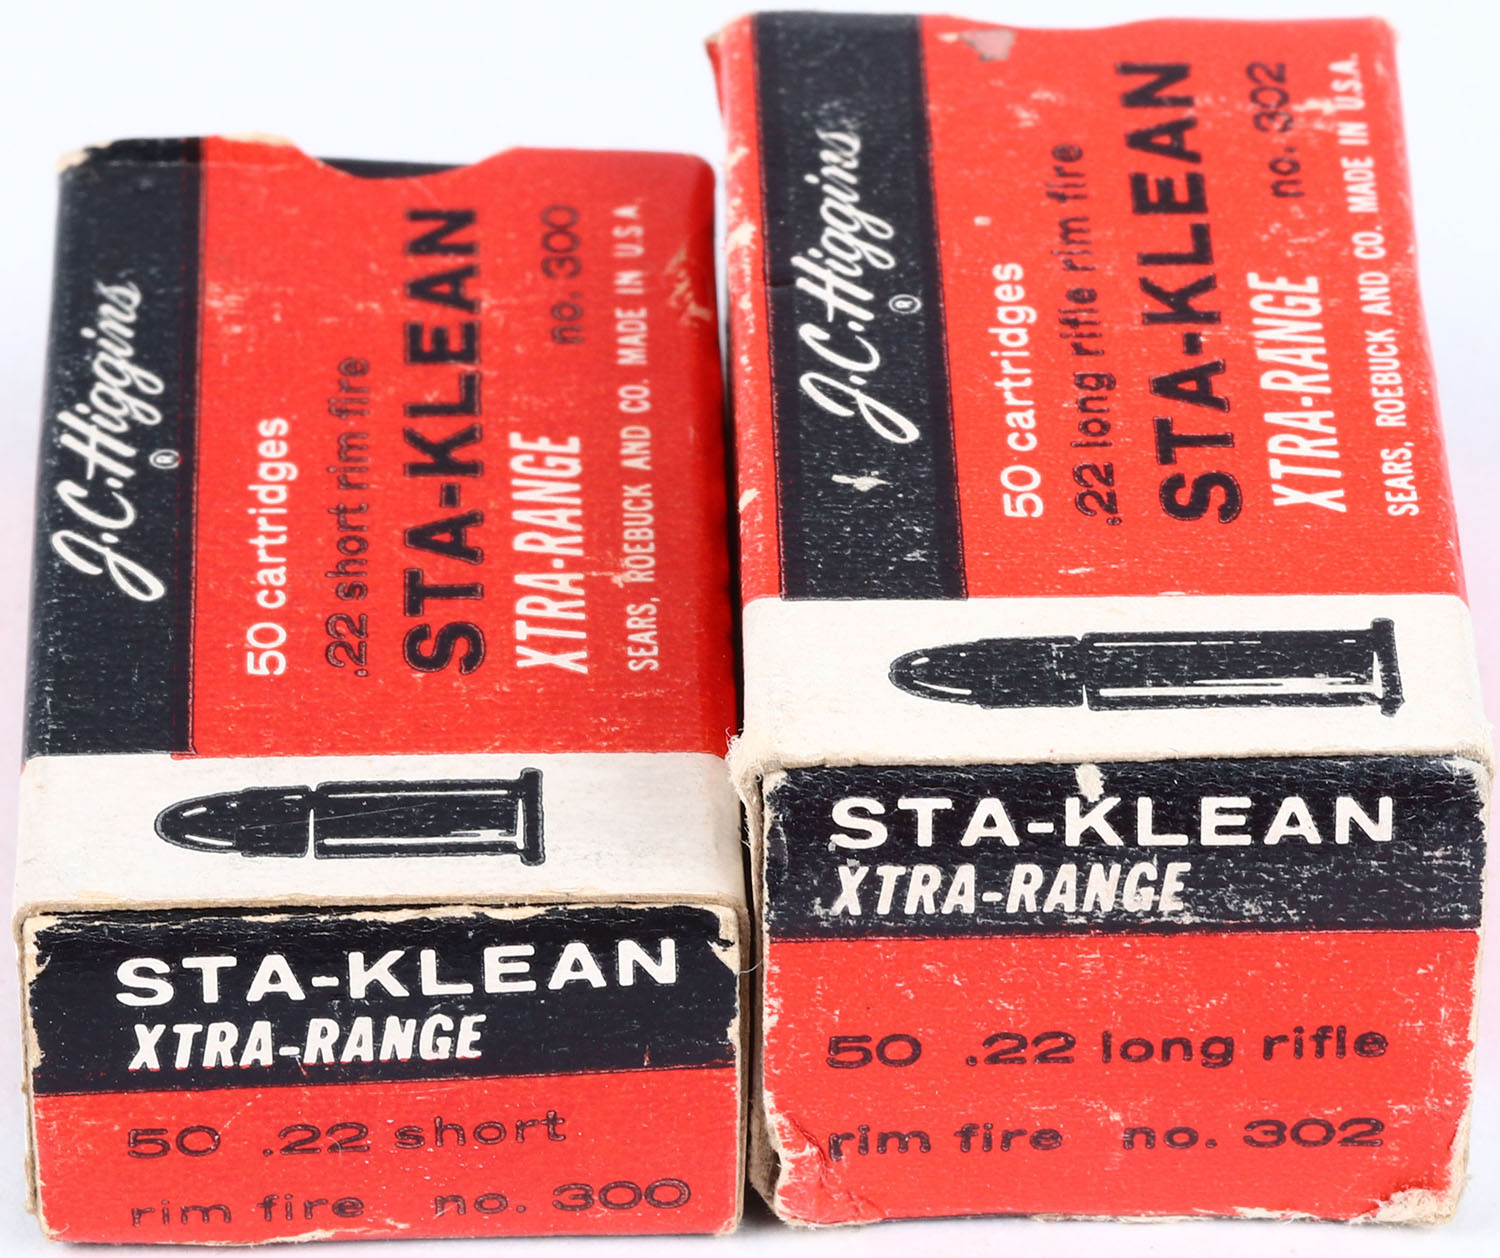 J.C. Higgins ®
50 cartridges
.22 short rim fire
STA-KLEAN
XTRA-RANGE no. 300
SEARS, ROEBUCK AND CO. MADE IN U.S.A.
STA-KLEAN
XTRA-RANGE
50 .22 short
rim fire no. 300
J.C. Higgins ®
50 cartridges
.22 long rifle rim fire
STA-KLEAN
XTRA-RANGE no. 302
SEARS, ROEBUCK AND CO. MADE IN U.S.A.
STA-KLEAN
XTRA-RANGE
50 .22 long rifle
rim fire no. 302